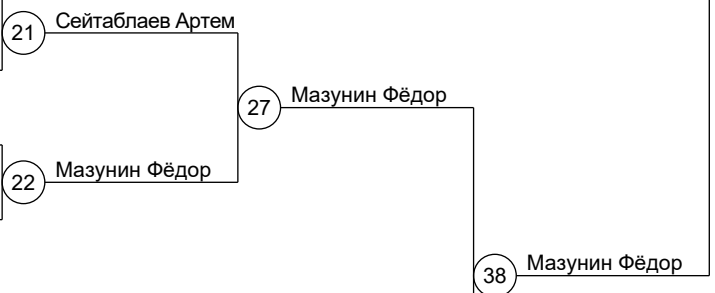 21 Сейтаблаев Артем
27 Мазунин Фёдор
22 Мазунин Фёдор
38 Мазунин Фёдор